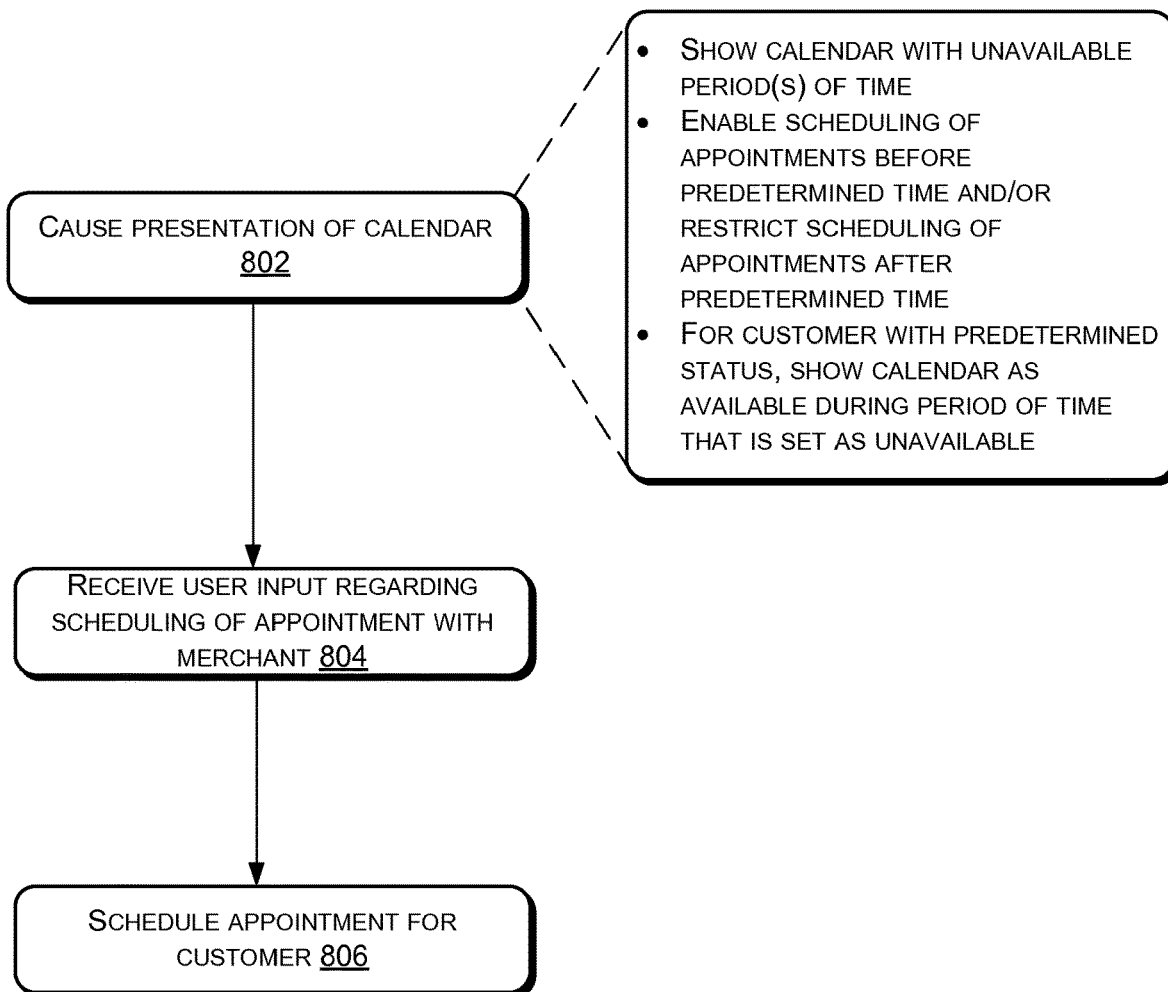 CAUSE PRESENTATION OF CALENDAR
802
• SHOW CALENDAR WITH UNAVAILABLE
PERIOD(S) OF TIME
• ENABLE SCHEDULING OF
APPOINTMENTS BEFORE
PREDETERMINED TIME AND/OR
RESTRICT SCHEDULING OF
APPOINTMENTS AFTER
PREDETERMINED TIME
• FOR CUSTOMER WITH PREDETERMINED
STATUS, SHOW CALENDAR AS
AVAILABLE DURING PERIOD OF TIME
THAT IS SET AS UNAVAILABLE
RECEIVE USER INPUT REGARDING
SCHEDULING OF APPOINTMENT WITH
MERCHANT 804
SCHEDULE APPOINTMENT FOR
CUSTOMER 806